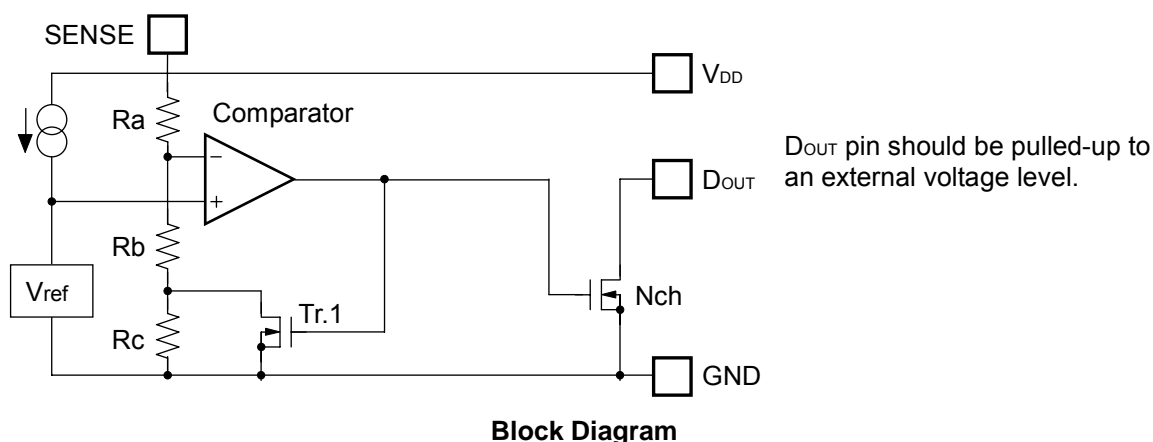 SENSE
VDD
Ra
Comparator
−
+
DOUT
DOUT pin should be pulled-up to
an external voltage level.
Rb
Vref
Nch
Tr.1
Rc
GND
Block Diagram